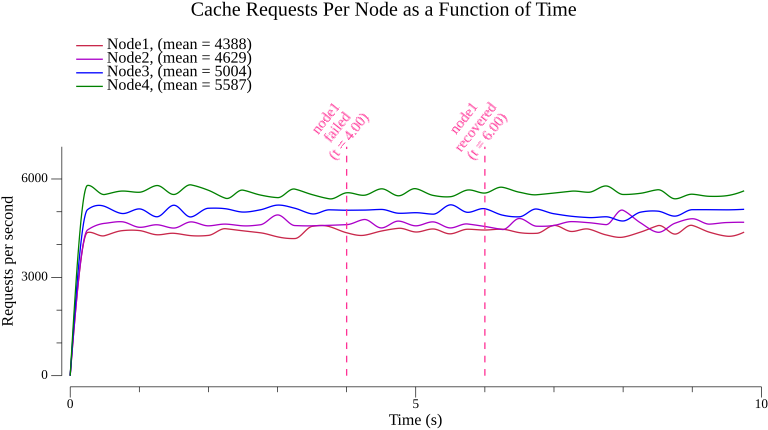 Cache Requests Per Node as a Function of Time
Node1, (mean = 4388)
Node2, (mean = 4629)
Node3, (mean = 5004)
Node4, (mean = 5587)
node1
failed
(t = 4.00)
node1
recovered
(t = 6.00)
6000
3000
0
Requests per second
0
5
10
Time (s)